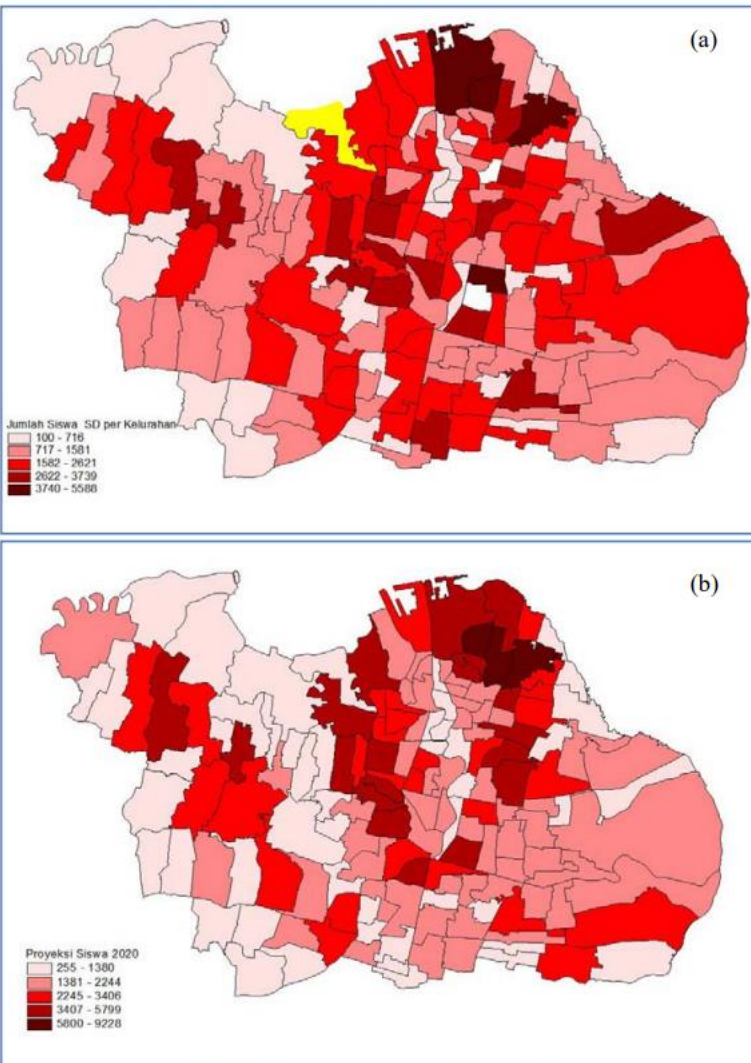 (a)
Jumlah Siswa SD per Kelurahan
100 - 716
717 - 1581
1582 - 2621
2622 - 3739
3740 - 5588
(b)
Proyeksi Siswa 2020
255 - 1380
1381 - 2244
2245 - 3406
3407 - 5799
5800 - 9228